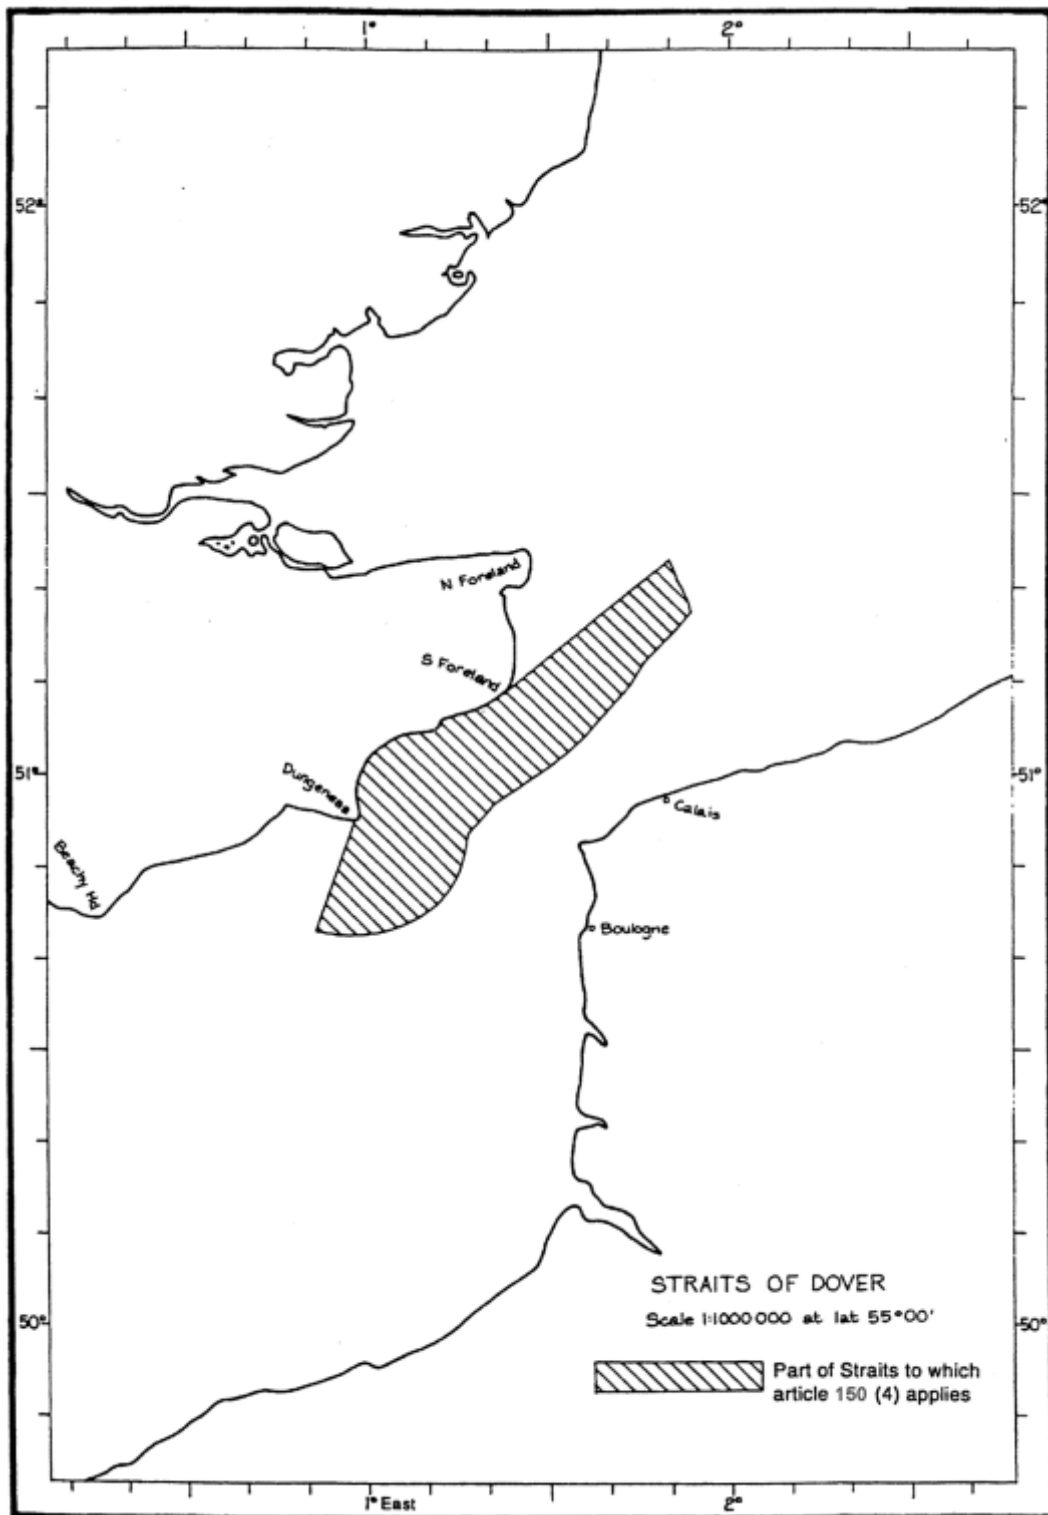 1°
2°
52°
52°
N Foreland
S Foreland
51°
Dungeness
51°
Calais
Beachy Hd
Boulogne
STRAITS OF DOVER
Scale 1:1000·000 at lat 55°00'
50°
50°
Part of Straits to which
article 150 (4) applies
1° East
2°